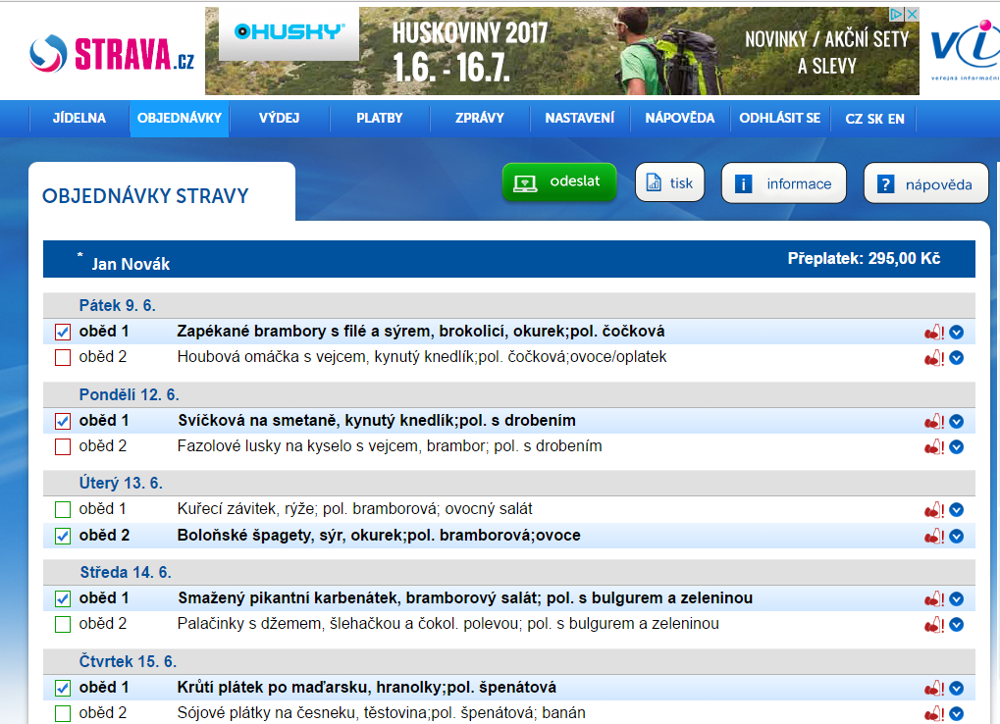 STRAVA.CZ
HUSKY
HUSKOVINY 2017
1.6. - 16.7.
NOVINKY / AKČNÍ SETY
A SLEVY
vi
veřejná informační
JÍDELNA OBJEDNÁVKY VÝDEJ PLATBY ZPRÁVY NASTAVENÍ NÁPOVĚDA ODHLÁSIT SE CZ SK EN
OBJEDNÁVKY STRAVY
odeslat tisk i informace ? nápověda
* Jan Novák Přeplatek: 295,00 Kč
Pátek 9. 6.
oběd 1 Zapékané brambory s filé a sýrem, brokolicí, okurek;pol. čočková
oběd 2 Houbová omáčka s vejcem, kynutý knedlík;pol. čočková;ovoce/oplatek
Pondělí 12. 6.
oběd 1 Svíčková na smetaně, kynutý knedlík;pol. s drobením
oběd 2 Fazolové lusky na kyselo s vejcem, brambor; pol. s drobením
Úterý 13. 6.
oběd 1 Kuřecí závitek, rýže; pol. bramborová; ovocný salát
oběd 2 Boloňské špagety, sýr, okurek;pol. bramborová;ovoce
Středa 14. 6.
oběd 1 Smažený pikantní karbenátek, bramborový salát; pol. s bulgurem a zeleninou
oběd 2 Palačinky s džemem, šlehačkou a čokol. polevou; pol. s bulgurem a zeleninou
Čtvrtek 15. 6.
oběd 1 Krůtí plátek po maďarsku, hranolky;pol. špenátová
oběd 2 Sójové plátky na česneku, těstovina;pol. špenátová; banán